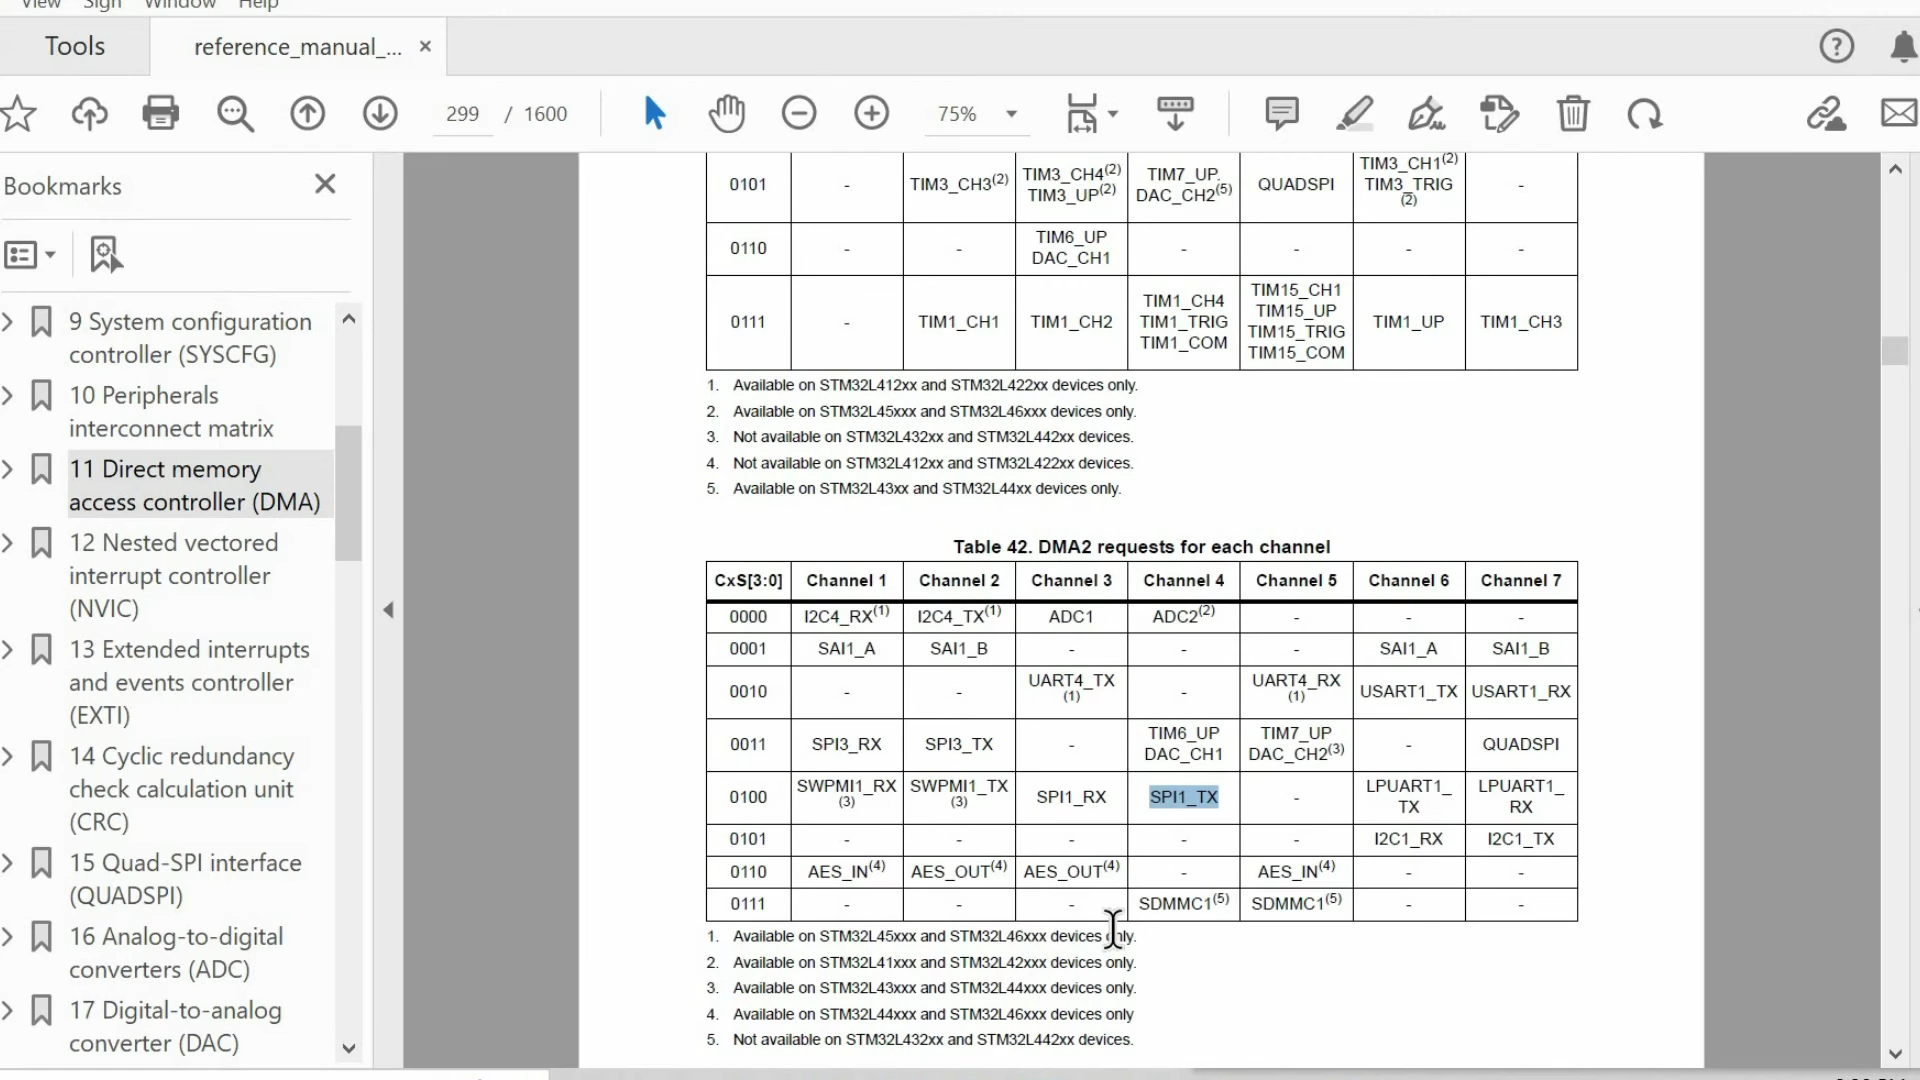 View Sign Window Help
Tools reference_manual_... ×
299 / 1600 75%
Bookmarks
9 System configuration
controller (SYSCFG)
10 Peripherals
interconnect matrix
11 Direct memory
access controller (DMA)
12 Nested vectored
interrupt controller
(NVIC)
13 Extended interrupts
and events controller
(EXTI)
14 Cyclic redundancy
check calculation unit
(CRC)
15 Quad-SPI interface
(QUADSPI)
16 Analog-to-digital
converters (ADC)
17 Digital-to-analog
converter (DAC)
0101 - TIM3_CH3(2) TIM3_CH4(2) TIM3_UP(2) TIM7_UP. DAC_CH2(5) QUADSPI TIM3_CH1(2) TIM3_TRIG (2) -
0110 - - TIM6_UP DAC_CH1 - - - -
0111 - TIM1_CH1 TIM1_CH2 TIM1_CH4 TIM1_TRIG TIM1_COM TIM15_CH1 TIM15_UP TIM15_TRIG TIM15_COM TIM1_UP TIM1_CH3
1. Available on STM32L412xx and STM32L422xx devices only.
2. Available on STM32L45xxx and STM32L46xxx devices only.
3. Not available on STM32L432xx and STM32L442xx devices.
4. Not available on STM32L412xx and STM32L422xx devices.
5. Available on STM32L43xx and STM32L44xx devices only.
Table 42. DMA2 requests for each channel
CxS[3:0] Channel 1 Channel 2 Channel 3 Channel 4 Channel 5 Channel 6 Channel 7
0000 I2C4_RX(1) I2C4_TX(1) ADC1 ADC2(2) - - -
0001 SAI1_A SAI1_B - - - SAI1_A SAI1_B
0010 - - UART4_TX (1) - UART4_RX (1) USART1_TX USART1_RX
0011 SPI3_RX SPI3_TX - TIM6_UP DAC_CH1 TIM7_UP DAC_CH2(3) - QUADSPI
0100 SWPMI1_RX (3) SWPMI1_TX (3) SPI1_RX SPI1_TX - LPUART1_ TX LPUART1_ RX
0101 - - - - - I2C1_RX I2C1_TX
0110 AES_IN(4) AES_OUT(4) AES_OUT(4) - AES_IN(4) - -
0111 - - - SDMMC1(5) SDMMC1(5) - -
1. Available on STM32L45xxx and STM32L46xxx devices only.
2. Available on STM32L41xxx and STM32L42xxx devices only.
3. Available on STM32L43xxx and STM32L44xxx devices only.
4. Available on STM32L44xxx and STM32L46xxx devices only
5. Not available on STM32L432xx and STM32L442xx devices.